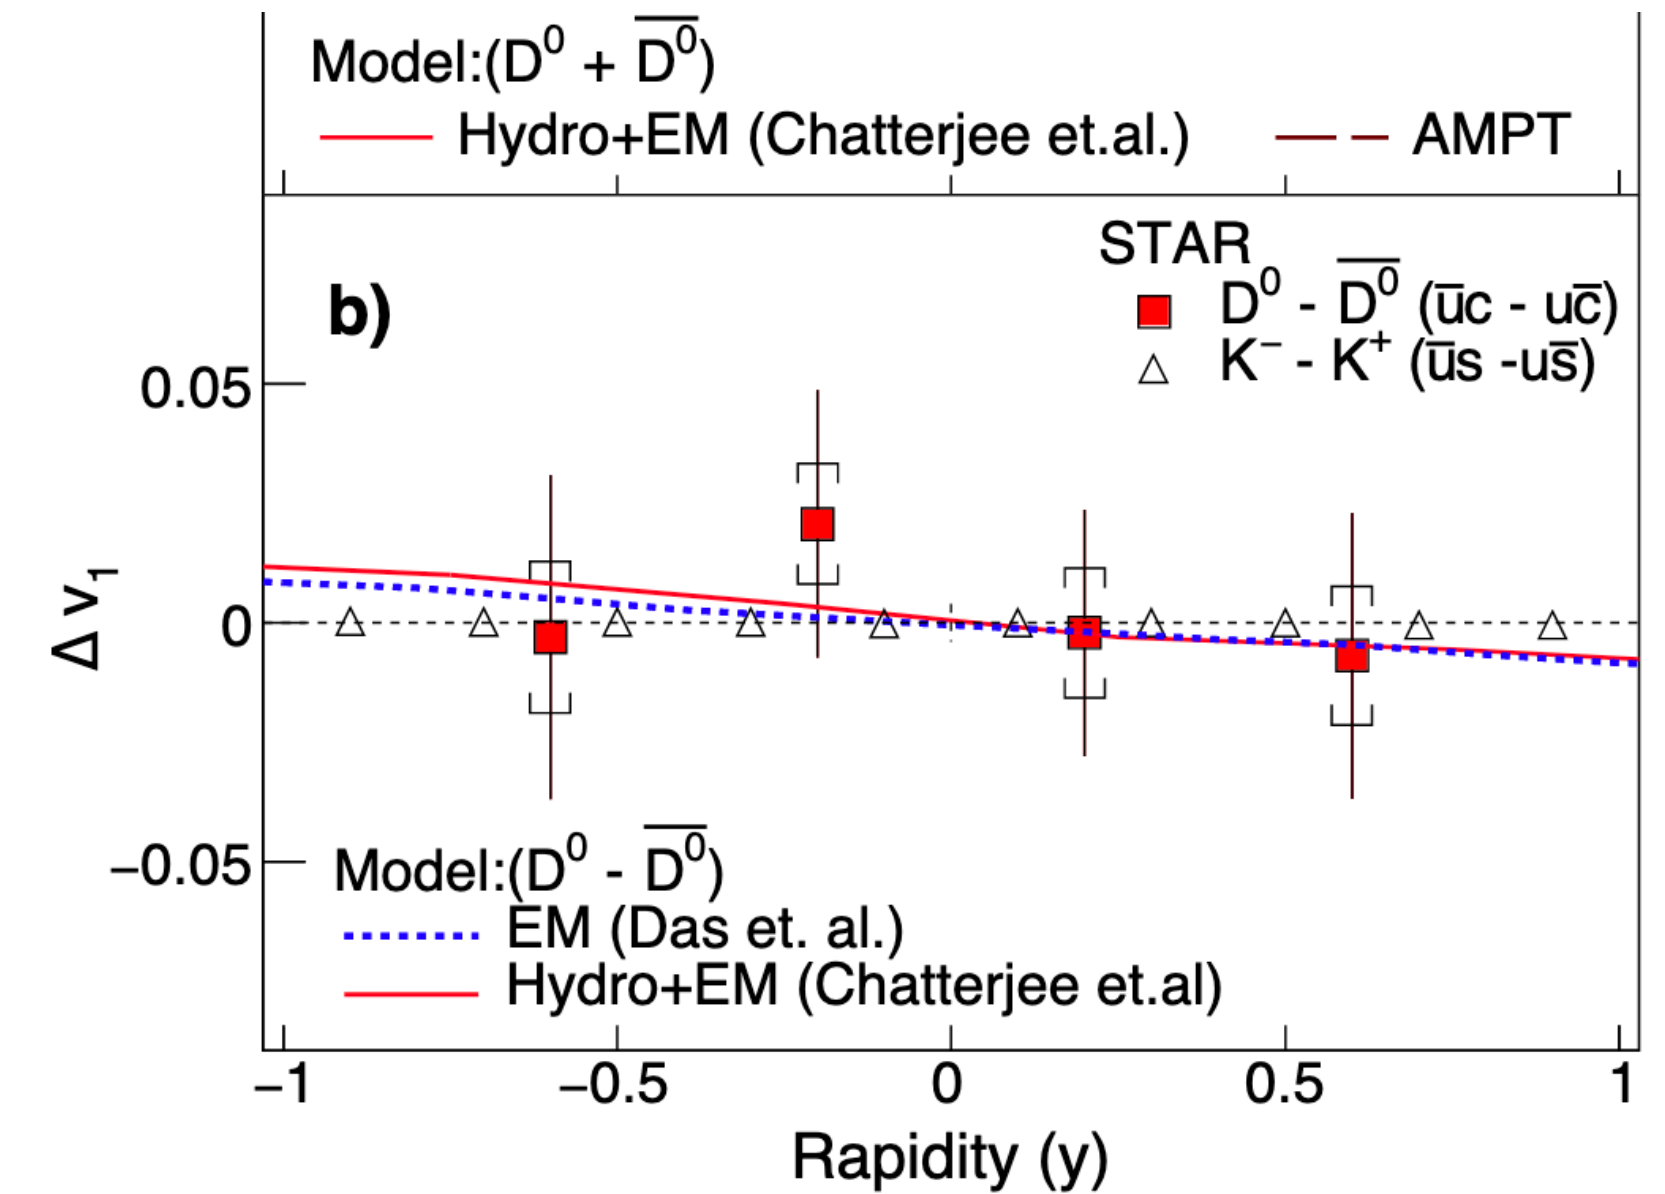 Model:(D⁰ + D̅⁰)
Hydro+EM (Chatterjee et.al.) AMPT
STAR
b)
D⁰ - D̅⁰ (u̅c - uc̅)
K⁻ - K⁺ (u̅s -us̅)
0.05
0
−0.05
Δ v₁
Model:(D⁰ - D̅⁰)
EM (Das et. al.)
Hydro+EM (Chatterjee et.al)
−1 −0.5 0 0.5 1
Rapidity (y)